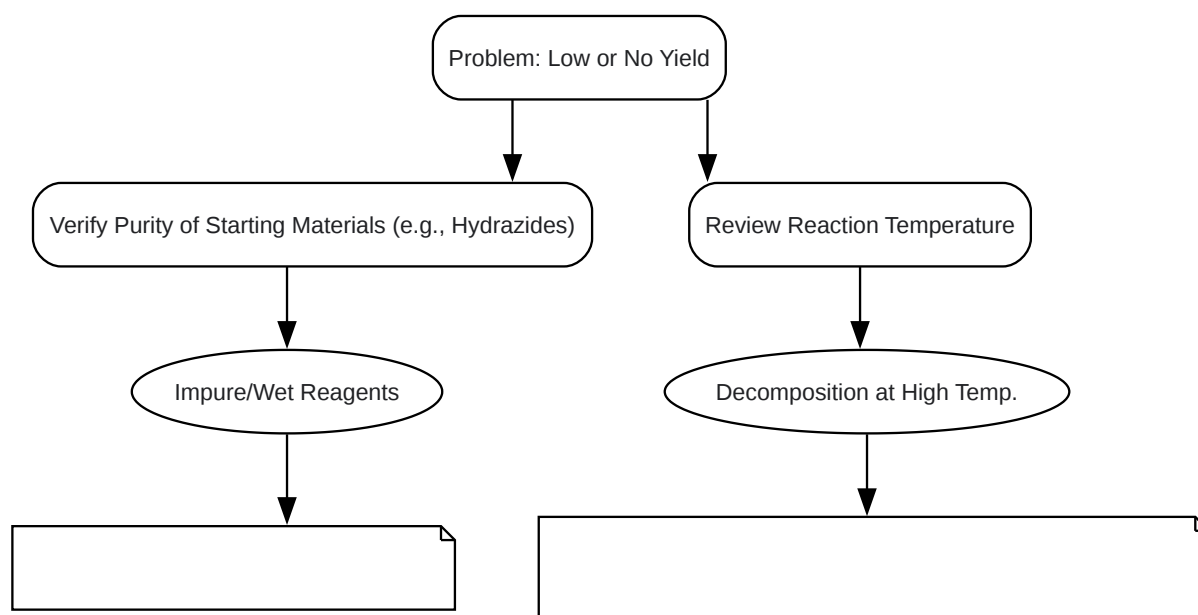 Problem: Low or No Yield
Verify Purity of Starting Materials (e.g., Hydrazides)
Review Reaction Temperature
Impure/Wet Reagents
Decomposition at High Temp.